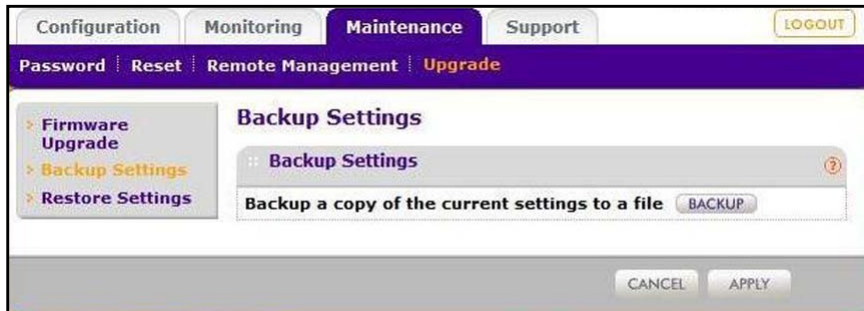 Configuration Monitoring Maintenance Support LOGOUT
Password Reset Remote Management Upgrade
Firmware
Upgrade
Backup Settings
Restore Settings
Backup Settings
Backup Settings ?
Backup a copy of the current settings to a file BACKUP
CANCEL APPLY